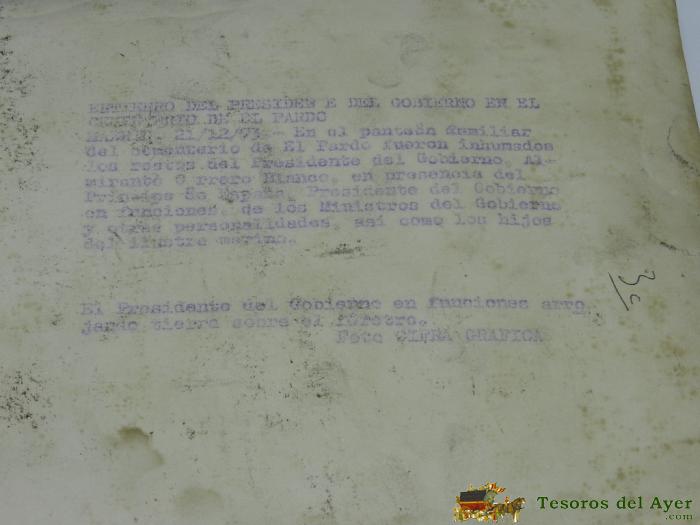 ENTIERRO DEL PRESIDENTE DEL GOBIERNO EN EL
CEMENTERIO DE EL PARDO
MADRID. 21/12/73.- En el panteón familiar
del Cementerio de El Pardo fueron inhumados
los restos del Presidente del Gobierno, Al-
mirante C rrero Blanco, en presencia del
Príncipe de España, Presidente del Gobierno
en funciones, de los Ministros del Gobierno
y otras personalidades, así como los hijos
del ilustre marino.
El Presidente del Gobierno en funciones arro
jando tierra sobre el féretro.
Foto CIFRA GRAFICA
Tesoros del Ayer
.com